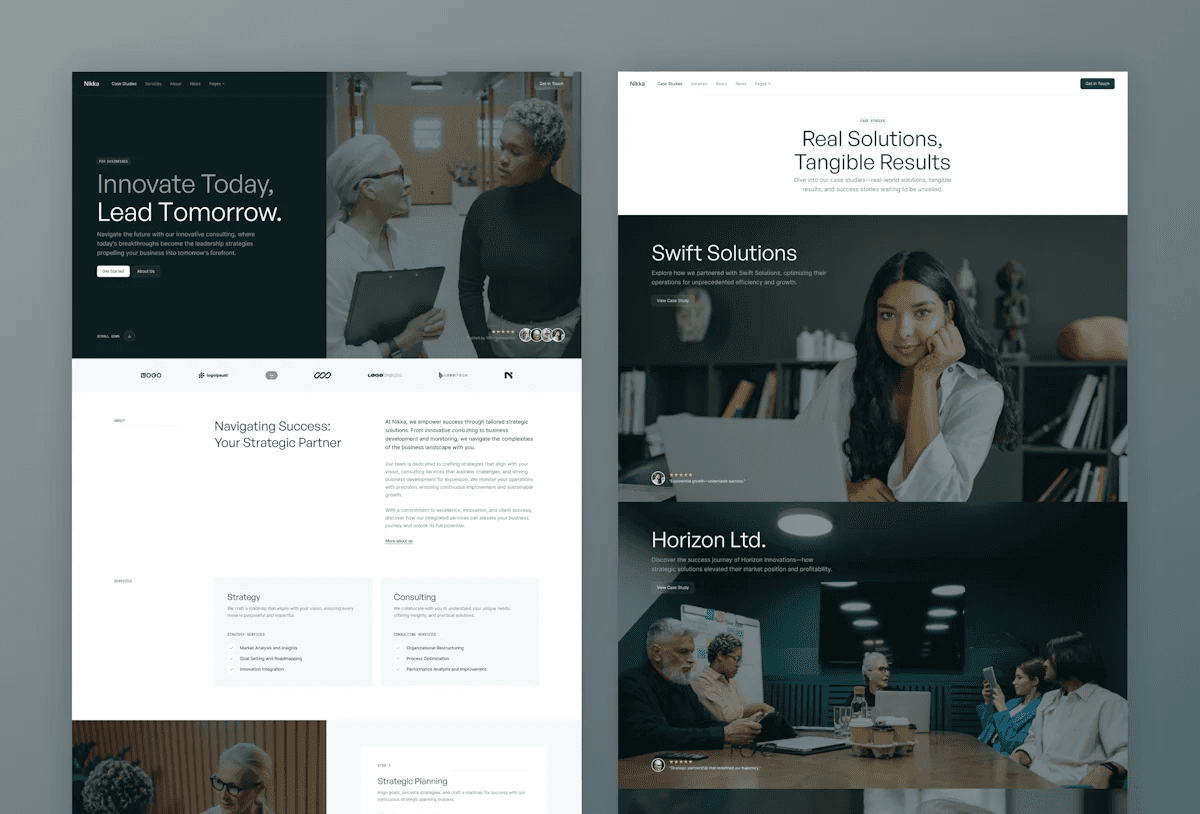 Nikka
Case Studies
Services
About
News
Pages
Get in Touch
FOR BUSINESSES
Innovate Today,
Lead Tomorrow.
Navigate the future with our innovative consulting, where
today's breakthroughs become the leadership strategies
propelling your business into tomorrow's forefront.
Get Started
About Us
SCROLL DOWN
LOGO
logoipsum
ABOUT
Navigating Success:
Your Strategic Partner
At Nikka, we empower success through tailored strategic
solutions. From innovative consulting to business
development and monitoring, we navigate the complexities
of the business landscape with you.
Our team is dedicated to crafting strategies that align with your
vision, consulting services that address challenges, and driving
business development for expansion. We monitor your operations
with precision, ensuring continuous improvement and sustainable
growth.
With a commitment to excellence, innovation, and client success,
discover how our integrated services can elevate your business
journey and unlock its full potential.
More about us
SERVICES
Strategy
We craft a roadmap that aligns with your vision, ensuring every
move is purposeful and impactful.
STRATEGY SERVICES
Market Analysis and Insights
Goal Setting and Roadmapping
Innovation Integration
Consulting
We collaborate with you to understand your unique needs,
offering insights, and practical solutions.
CONSULTING SERVICES
Organizational Restructuring
Process Optimization
Performance Analysis and Improvement
STEP 1
Strategic Planning
Align goals, innovate strategies, and craft a roadmap for success with our
meticulous strategic planning process.
Nikka
Case Studies
Services
About
News
Pages
Get in Touch
CASE STUDIES
Real Solutions,
Tangible Results
Dive into our case studies—real-world solutions, tangible
results, and success stories waiting to be unveiled.
Swift Solutions
Explore how we partnered with Swift Solutions, optimizing their
operations for unprecedented efficiency and growth.
View Case Study
"Exponential growth—undeniable success."
Horizon Ltd.
Discover the success journey of Horizon Innovations—how
strategic solutions elevated their market position and profitability.
View Case Study
"Strategic partnership that redefined our trajectory."